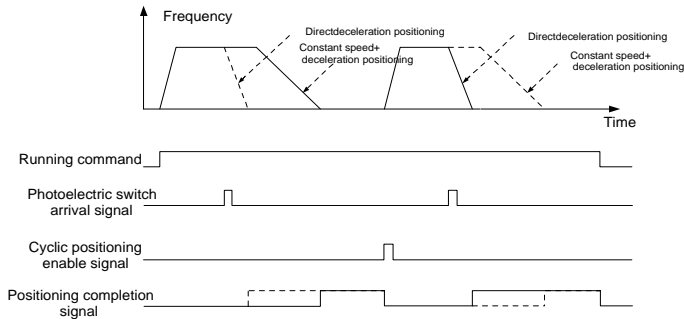 Frequency
Directdeceleration positioning
Constant speed+
deceleration positioning
Directdeceleration positioning
Constant speed+
deceleration positioning
Time
Running command
Photoelectric switch
arrival signal
Cyclic positioning
enable signal
Positioning completion
signal